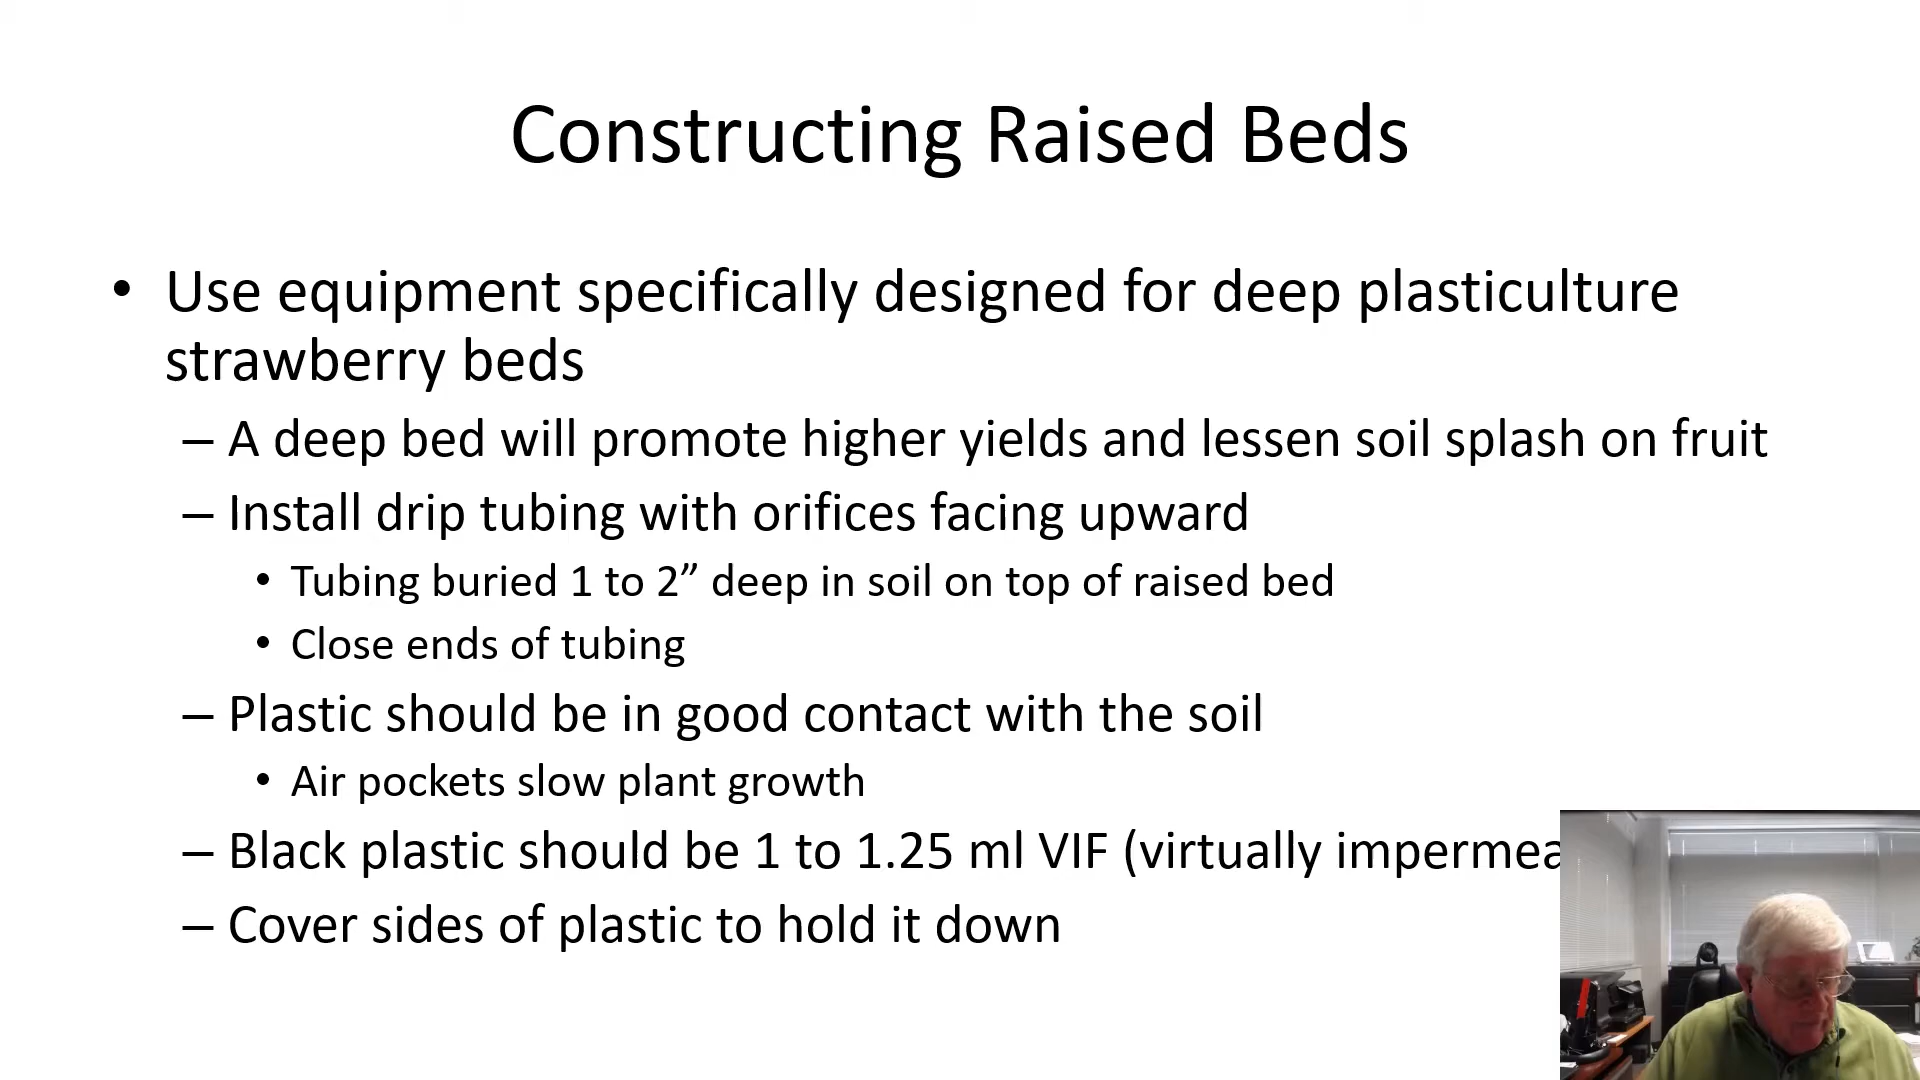 Constructing Raised Beds
• Use equipment specifically designed for deep plasticulture
strawberry beds
– A deep bed will promote higher yields and lessen soil splash on fruit
– Install drip tubing with orifices facing upward
• Tubing buried 1 to 2” deep in soil on top of raised bed
• Close ends of tubing
– Plastic should be in good contact with the soil
• Air pockets slow plant growth
– Black plastic should be 1 to 1.25 ml VIF (virtually
– Cover sides of plastic to hold it down